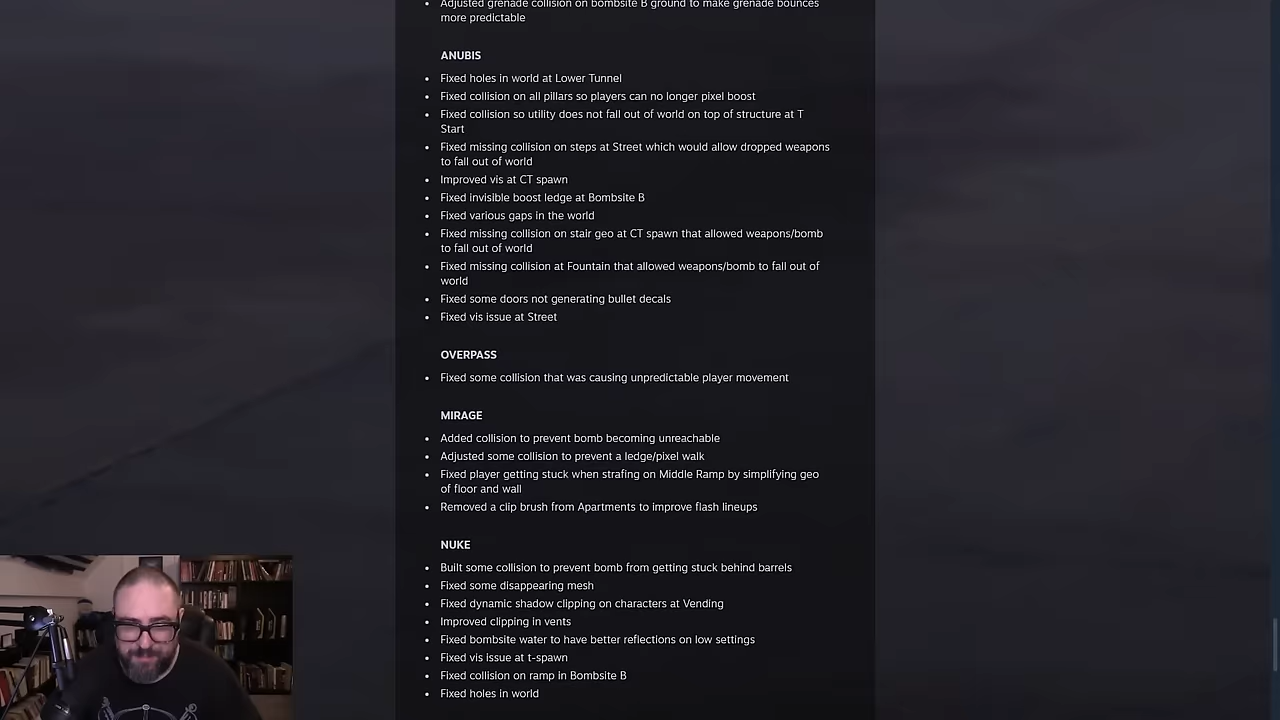 Adjusted grenade collision on bombsite B ground to make grenade bounces
more predictable
ANUBIS
Fixed holes in world at Lower Tunnel
Fixed collision on all pillars so players can no longer pixel boost
Fixed collision so utility does not fall out of world on top of structure at T
Start
Fixed missing collision on steps at Street which would allow dropped weapons
to fall out of world
Improved vis at CT spawn
Fixed invisible boost ledge at Bombsite B
Fixed various gaps in the world
Fixed missing collision on stair geo at CT spawn that allowed weapons/bomb
to fall out of world
Fixed missing collision at Fountain that allowed weapons/bomb to fall out of
world
Fixed some doors not generating bullet decals
Fixed vis issue at Street
OVERPASS
Fixed some collision that was causing unpredictable player movement
MIRAGE
Added collision to prevent bomb becoming unreachable
Adjusted some collision to prevent a ledge/pixel walk
Fixed player getting stuck when strafing on Middle Ramp by simplifying geo
of floor and wall
Removed a clip brush from Apartments to improve flash lineups
NUKE
Built some collision to prevent bomb from getting stuck behind barrels
Fixed some disappearing mesh
Fixed dynamic shadow clipping on characters at Vending
Improved clipping in vents
Fixed bombsite water to have better reflections on low settings
Fixed vis issue at t-spawn
Fixed collision on ramp in Bombsite B
Fixed holes in world